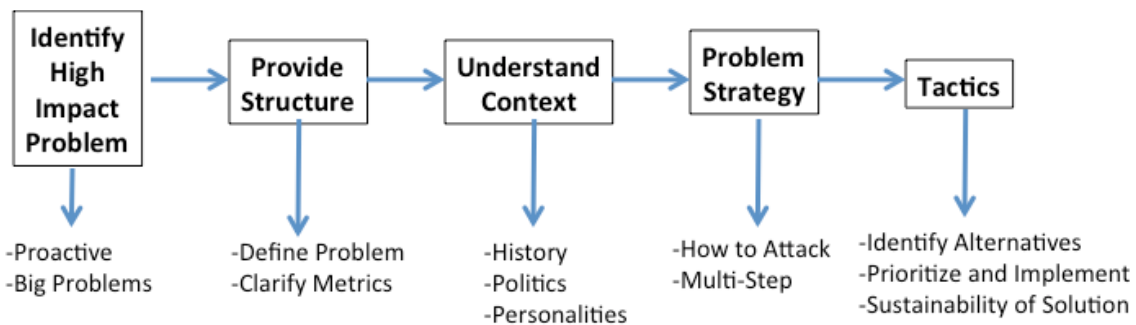 Identify
High
Impact
Problem
Provide
Structure
Understand
Context
Problem
Strategy
Tactics
-Proactive
-Big Problems
-Define Problem
-Clarify Metrics
-History
-Politics
-Personalities
-How to Attack
-Multi-Step
-Identify Alternatives
-Prioritize and Implement
-Sustainability of Solution